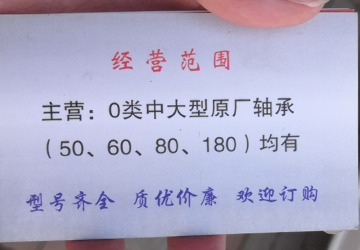 经营范围
主营：0类中大型原厂轴承
（50、60、80、180）均有
型号齐全 质优价廉 欢迎订购